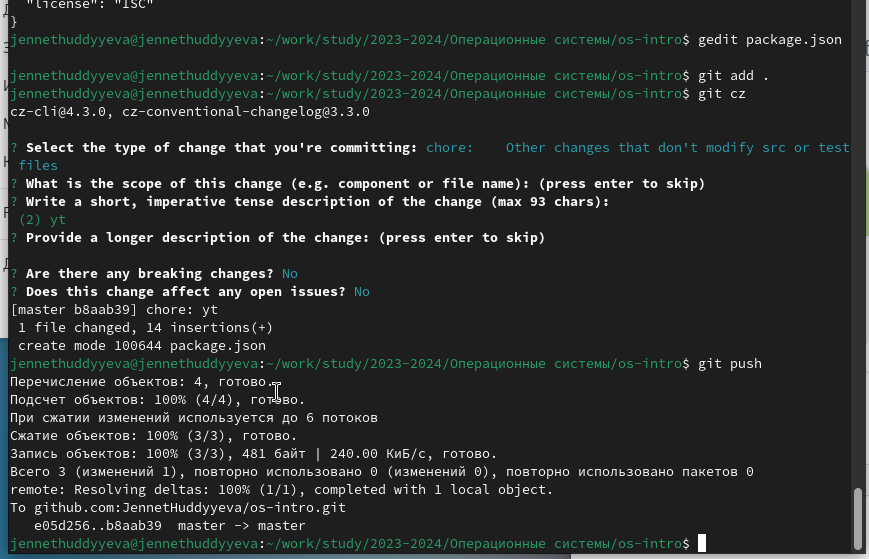 "license": "ISC"
}
jennethuddyyeva@jennethuddyyeva:~/work/study/2023-2024/Операционные системы/os-intro$ gedit package.json
jennethuddyyeva@jennethuddyyeva:~/work/study/2023-2024/Операционные системы/os-intro$ git add .
jennethuddyyeva@jennethuddyyeva:~/work/study/2023-2024/Операционные системы/os-intro$ git cz
cz-cli@4.3.0, cz-conventional-changelog@3.3.0
? Select the type of change that you're committing: chore:    Other changes that don't modify src or test
files
? What is the scope of this change (e.g. component or file name): (press enter to skip)
? Write a short, imperative tense description of the change (max 93 chars):
(2) yt
? Provide a longer description of the change: (press enter to skip)
? Are there any breaking changes? No
? Does this change affect any open issues? No
[master b8aab39] chore: yt
1 file changed, 14 insertions(+)
create mode 100644 package.json
jennethuddyyeva@jennethuddyyeva:~/work/study/2023-2024/Операционные системы/os-intro$ git push
Перечисление объектов: 4, готово.
Подсчет объектов: 100% (4/4), готово.
При сжатии изменений используется до 6 потоков
Сжатие объектов: 100% (3/3), готово.
Запись объектов: 100% (3/3), 481 байт | 240.00 КиБ/с, готово.
Всего 3 (изменений 1), повторно использовано 0 (изменений 0), повторно использовано пакетов 0
remote: Resolving deltas: 100% (1/1), completed with 1 local object.
To github.com:JennetHuddyyeva/os-intro.git
e05d256..b8aab39  master -> master
jennethuddyyeva@jennethuddyyeva:~/work/study/2023-2024/Операционные системы/os-intro$